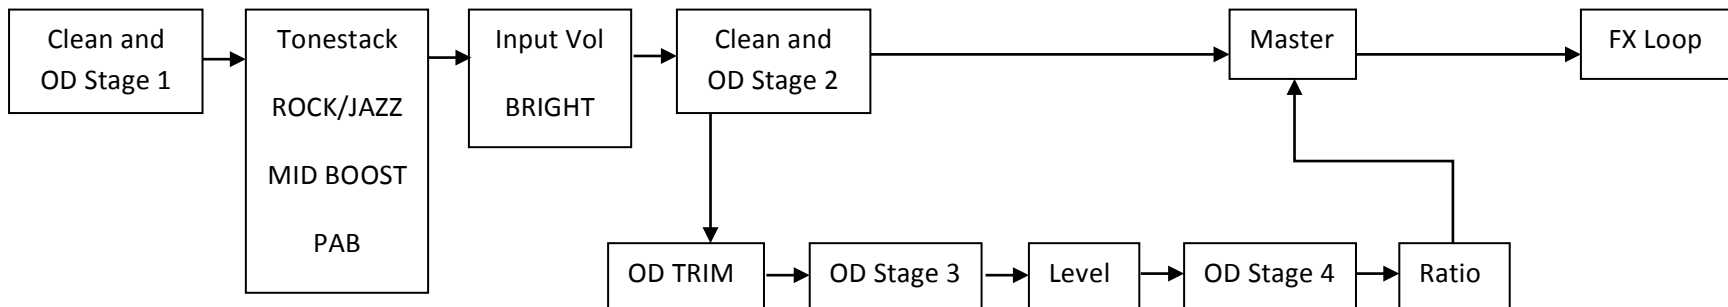 Clean and
OD Stage 1
Tonestack
ROCK/JAZZ
MID BOOST
PAB
Input Vol
BRIGHT
Clean and
OD Stage 2
Master
FX Loop
OD TRIM
OD Stage 3
Level
OD Stage 4
Ratio